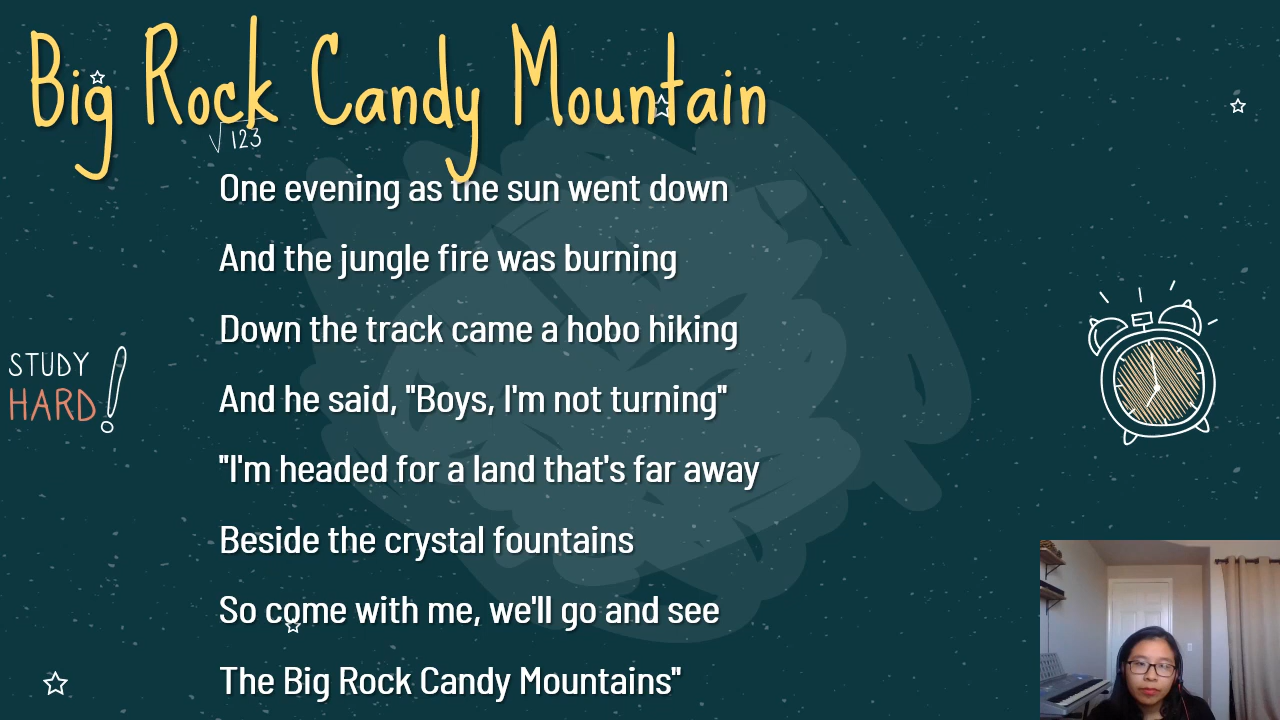 Big Rock Candy Mountain
√123
One evening as the sun went down
And the jungle fire was burning
Down the track came a hobo hiking
And he said, "Boys, I'm not turning"
"I'm headed for a land that's far away
Beside the crystal fountains
So come with me, we'll go and see
The Big Rock Candy Mountains"
STUDY
HARD!